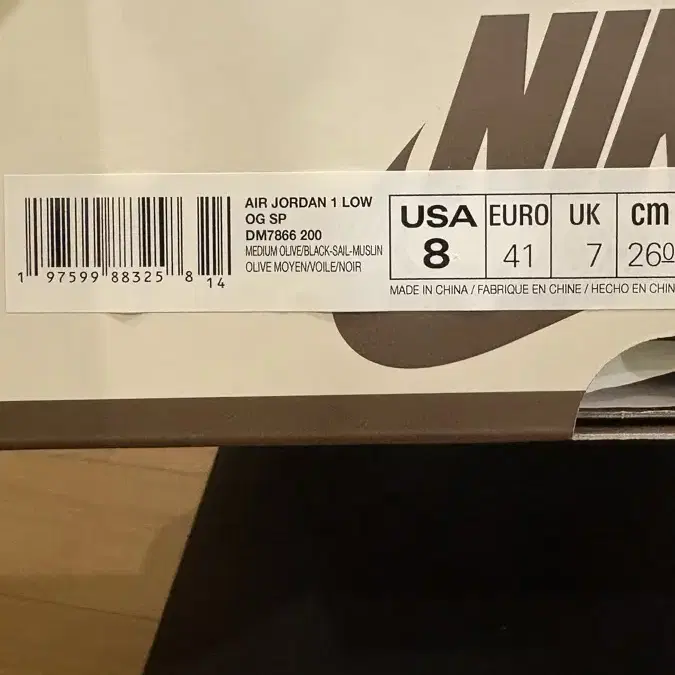 NI
AIR JORDAN 1 LOW
OG SP
DM7866 200
MEDIUM OLIVE/BLACK-SAIL-MUSLIN
OLIVE MOYEN/VOILE/NOIR
1 97599 88325 8 14
USA EURO UK cm
8 41 7 260
MADE IN CHINA / FABRIQUE EN CHINE / HECHO EN CHIN